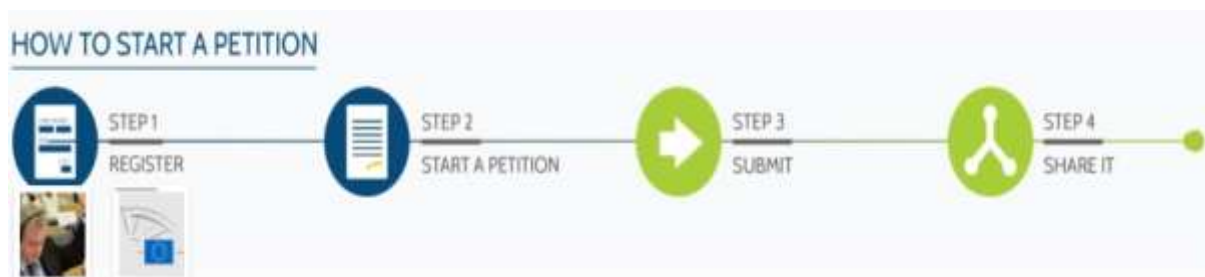 HOW TO START A PETITION
STEP 1
REGISTER
STEP 2
START A PETITION
STEP 3
SUBMIT
STEP 4
SHARE IT